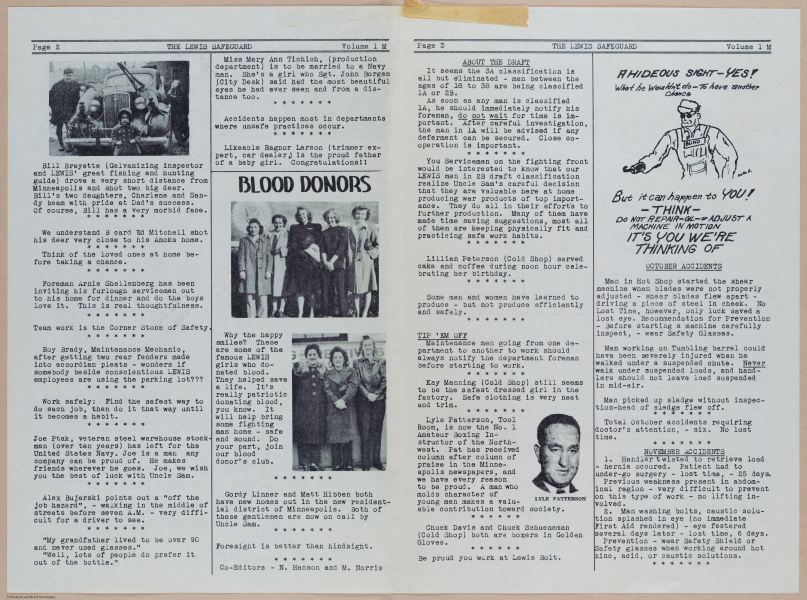 Page 2
THE LEWIS SAFEGUARD
Volume 1 M
Bill Brayette (Galvanizing inspector
and LEWIS' great fishing and hunting
guide) drove a very short distance from
Minneapolis and shot two big deer.
Bill's two daughters, Charlene and San-
dy beam with pride at Dad's success.
Of course, Bill has a very morbid face.
* * * * * * *
We understand B card Ed Mitchell shot
his deer very close to his Anoka home.
* * * * * * *
Think of the loved ones at home be-
fore taking a chance.
* * * * * * *
Foreman Arnie Shellenberg has been
inviting his furlough servicemen out
to his home for dinner and do the boys
love it. This is real thoughtfulness.
* * * * * * *
Team work is the Corner Stone of Safety.
* * * * * * *
Roy Brady, Maintenance Mechanic,
after getting two rear fenders made
into accordian pleats - wonders if
somebody beside conscientious LEWIS
employees are using the parking lot???
* * * * * * *
Work safely: Find the safest way to
do each job, then do it that way until
it becomes a habit.
* * * * * * *
Joe Ptak, veteran steel warehouse stock-
man (over ten years) has left for the
United States Navy. Joe is a man any
company can be proud of. He makes
friends wherever he goes. Joe, we wish
you the best of luck with Uncle Sam.
* * * * * * *
Alex Bujarski points out a "off the
job hazard", - walking in the middle of
streets before seven A.M. - very diffi-
cult for a driver to see.
* * * * * * *
"My grandfather lived to be over 90
and never used glasses."
"Well, lots of people do prefer it
out of the bottle."
Miss Mary Ann Tichich, (production
department) is to be married to a Navy
man. She's a girl who Sgt. John Borgen
(City Desk) said had the most beautiful
eyes he had ever seen and from a dis-
tance too.
* * * * * * *
Accidents happen most in departments
where unsafe practices occur.
* * * * * * *
Likeable Ragnor Larson (trimmer ex-
pert, car dealer) is the proud father
of a baby girl. Congratulations!!
BLOOD DONORS
Why the happy
smiles? These
are some of the
famous LEWIS
girls who do-
nated blood.
They helped save
a life. It's
really patriotic
donating blood,
you know. It
will help bring
some fighting
man home - safe
and sound. Do
your part, join
our blood
donor's club.
* * * * * * *
Gordy Linner and Matt Hibben both
have new homes out in the new resident-
ial district of Minneapolis. Both of
these gentlemen are now on call by
Uncle Sam.
* * * * * * *
Foresight is better than hindsight.
* * * * * * *
Co-Editors - N. Hanson and M. Norris
Page 3
THE LEWIS SAFEGUARD
Volume 1 M
ABOUT THE DRAFT
It seems the 3A classification is
all but eliminated - men between the
ages of 18 to 38 are being classified
1A or 2B.
As soon as any man is classified
1A, he should immediately notify his
foreman, do not wait for time is im-
portant. After careful investigation,
the man in 1A will be advised if any
deferment can be secured. Close co-
operation is important.
* * * * * * *
You Servicemen on the fighting front
would be interested to know that our
LEWIS men in 2B draft classification
realize Uncle Sam's careful decision
that they are valuable here at home
producing war products of top import-
ance. They do all in their efforts to
further production. Many of them have
made time saving suggestions, most all
of them are keeping physically fit and
practicing safe work habits.
* * * * * * *
Lillian Peterson (Cold Shop) served
cake and coffee during noon hour cele-
brating her birthday.
* * * * * * *
Some men and women have learned to
produce - but not produce efficiently
and safely.
* * * * * * *
TIP 'EM OFF
Maintenance men going from one de-
partment to another to work should
always notify the department foreman
before starting to work.
* * * * * * *
Kay Manning (Cold Shop) still seems
to be the safest dressed girl in the
factory. Safe clothing is very neat
and trim.
* * * * * * *
Lyle Patterson, Tool
Room, is now the No. 1
Amateur Boxing In-
structor of the North-
west. Pat has received
column after column of
praise in the Minne-
apolis newspapers, and
we have every reason
to be proud. A man who
molds character of
young men makes a valu-
able contribution toward society.
LYLE PATTERSON
* * * * * * *
Chuck Davis and Chuck Schueneman
(Cold Shop) both are boxers in Golden
Gloves.
* * * * * *
Be proud you work at Lewis Bolt.
A HIDEOUS SIGHT-YES!
What he Wouldn't do-To have another
Chance
BLIND
But it can happen to YOU!
-THINK-
DO NOT REPAIR-OIL-or ADJUST A
MACHINE IN MOTION
IT'S YOU WE'RE
THINKING OF
OCTOBER ACCIDENTS
Man in Hot Shop started the shear
machine when blades were not properly
adjusted - shear blades flew apart -
driving a piece of steel in cheek. No
Lost Time, however, only luck saved a
lost eye. Recommendation for Prevention
- Before starting a machine carefully
inspect, - wear Safety Glasses.
Man working on Tumbling barrel could
have been severely injured when he
walked under a suspended chute. Never
walk under suspended loads, and hand-
lers should not leave load suspended
in mid-air.
Man picked up sledge without inspec-
tion-head of sledge flew off.
* * * * * * *
Total October accidents requiring
doctor's attention, - six. No lost
time.
* * * * * * *
NOVEMBER ACCIDENTS
1. Handler twisted to retrieve load
- hernia occured. Patient had to
under-go surgery - lost time, - 25 days.
Previous weakness present in abdom-
inal region - very difficult to prevent
on this type of work - no lifting in-
volved.
2. Man washing bolts, caustic solu-
tion splashed in eye (no immediate
First Aid rendered) - eye festered
several days later - lost time, 6 days.
Prevention - wear Safety Shield or
Safety glasses when working around hot
zinc, acid, or caustic solutions.
* * * * * * *